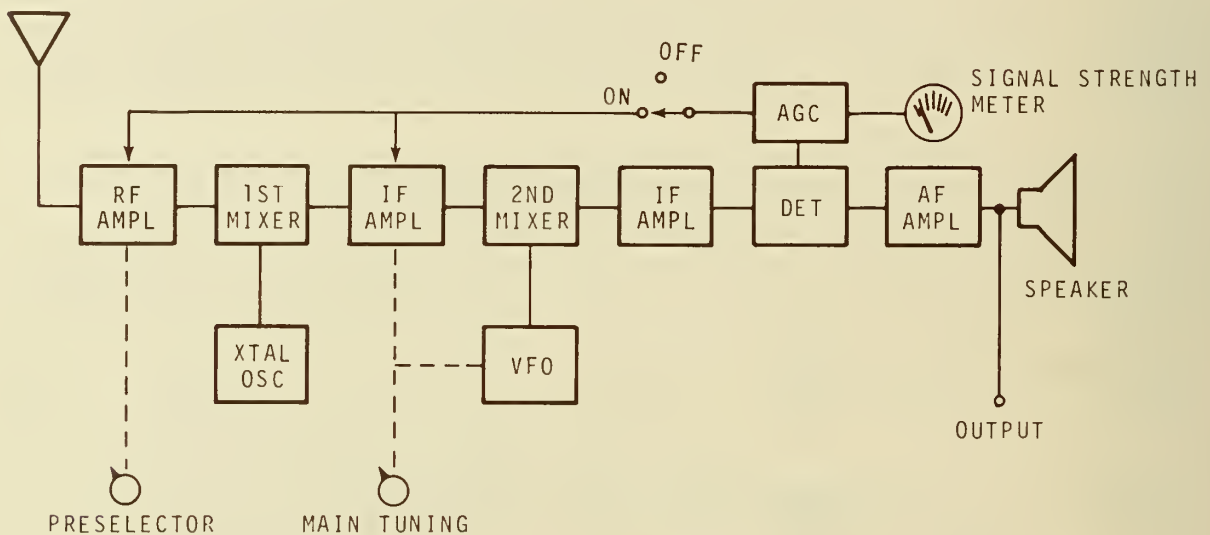 OFF
ON
SIGNAL STRENGTH
METER
AGC
RF
AMPL
1ST
MIXER
IF
AMPL
2ND
MIXER
IF
AMPL
DET
AF
AMPL
SPEAKER
XTAL
OSC
VFO
OUTPUT
PRESELECTOR
MAIN TUNING